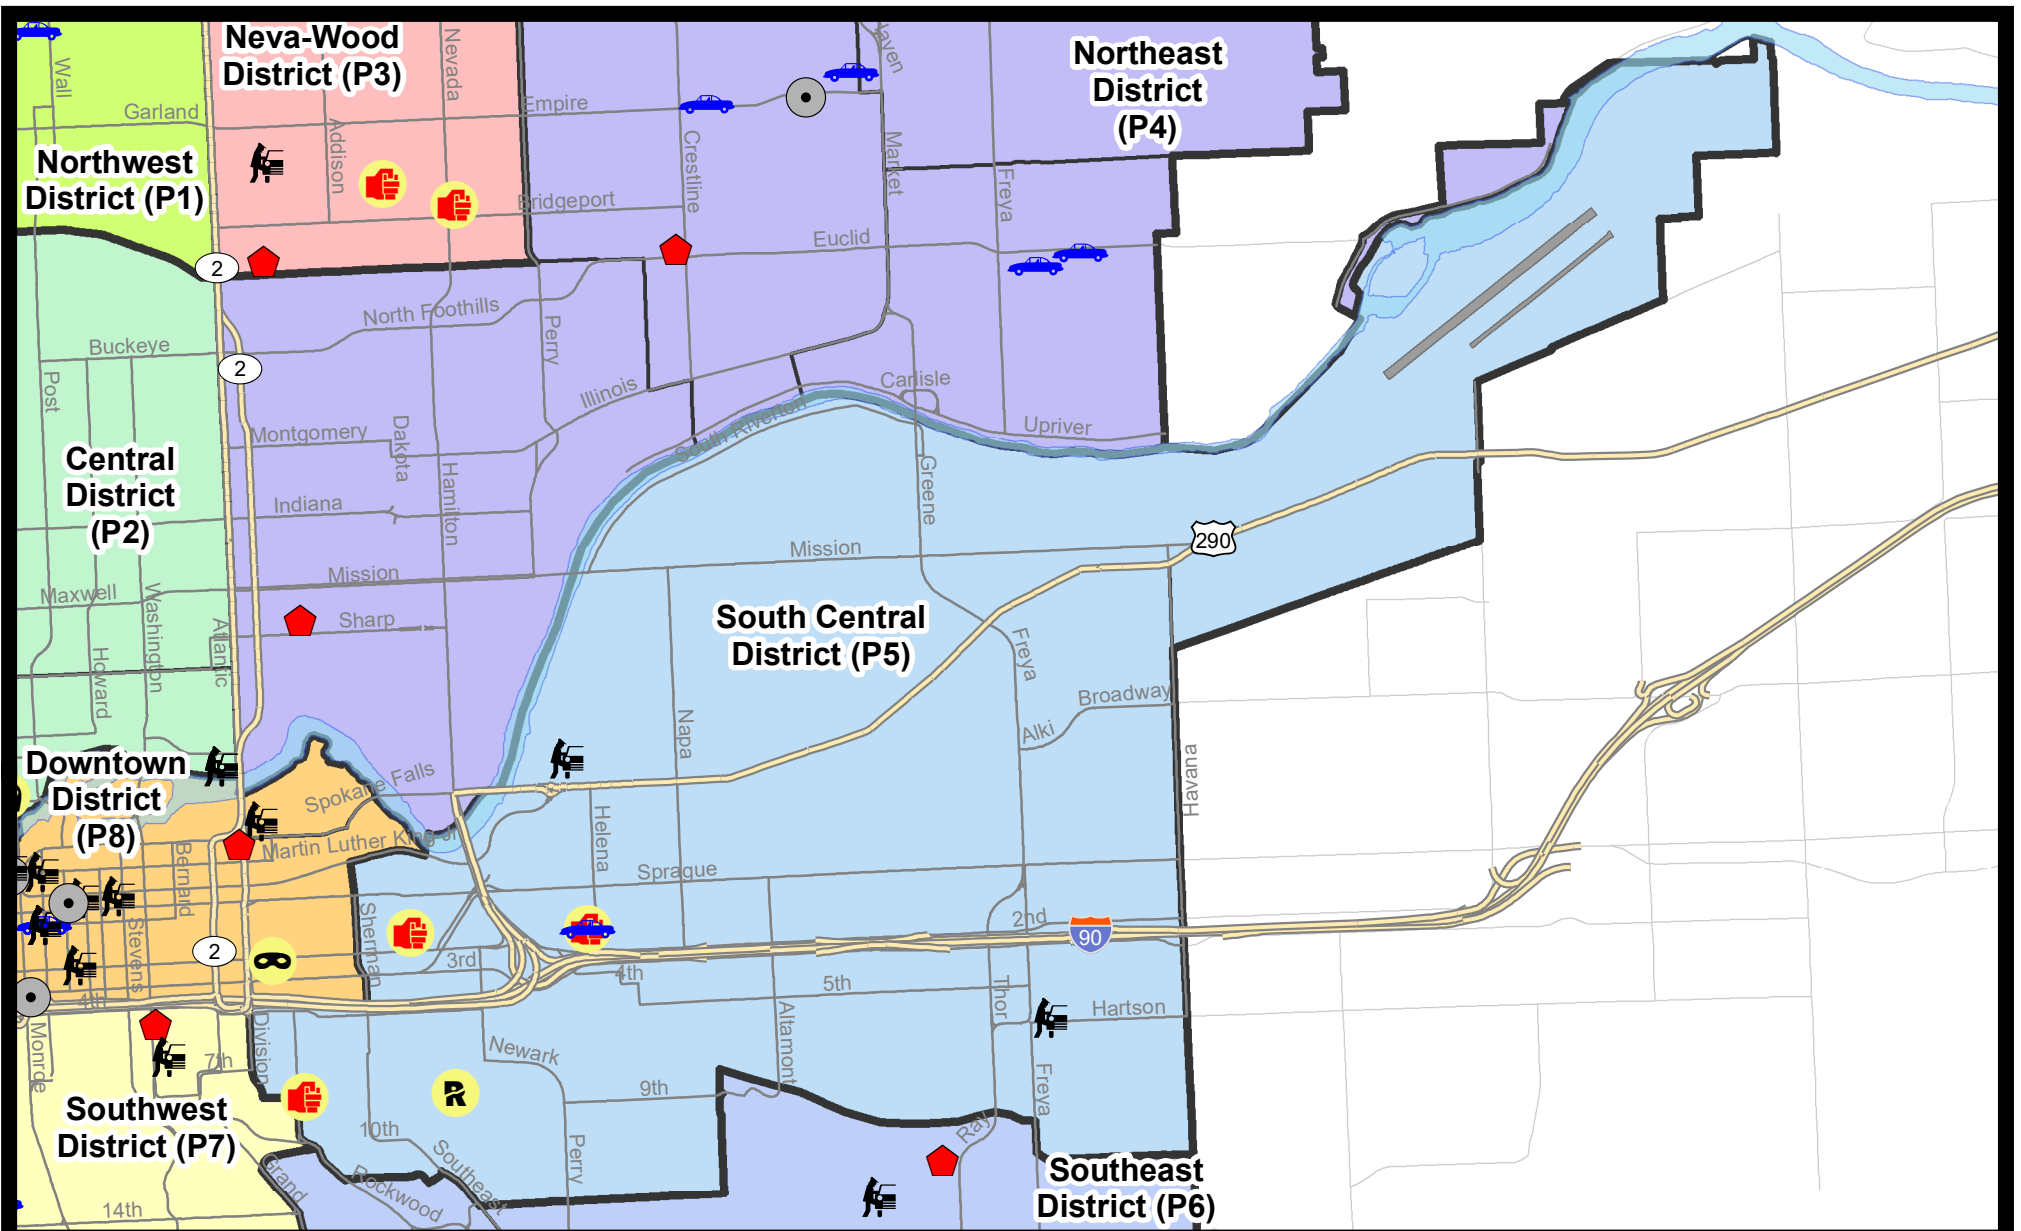 Neva-Wood
District (P3)
Northeast
District
(P4)
Northwest
District (P1)
Central
District
(P2)
South Central
District (P5)
Downtown
District
(P8)
Southwest
District (P7)
Southeast
District (P6)
Wall
Garland
Nevada
Addison
Empire
Bridgeport
Crestline
Haven
Market
Freya
Euclid
2
North Foothills
Perry
Buckeye
2
Post
Illinois
Carlisle
South Riverton
Upriver
Montgomery
Dakota
Hamilton
Greene
Indiana
Mission
290
Mission
Maxwell
Washington
Sharp
Atlantic
Howard
Freya
Broadway
Alki
Napa
Havana
Spokane Falls
Martin Luther King Jr
Helena
Bernard
Sprague
Stevens
Sherman
2nd
90
2
3rd
4th
5th
4th
Thor
Altamont
Hartson
Monroe
Division
7th
Newark
9th
Freya
10th
Southeast
Perry
Ray
Grand
Rockwood
14th